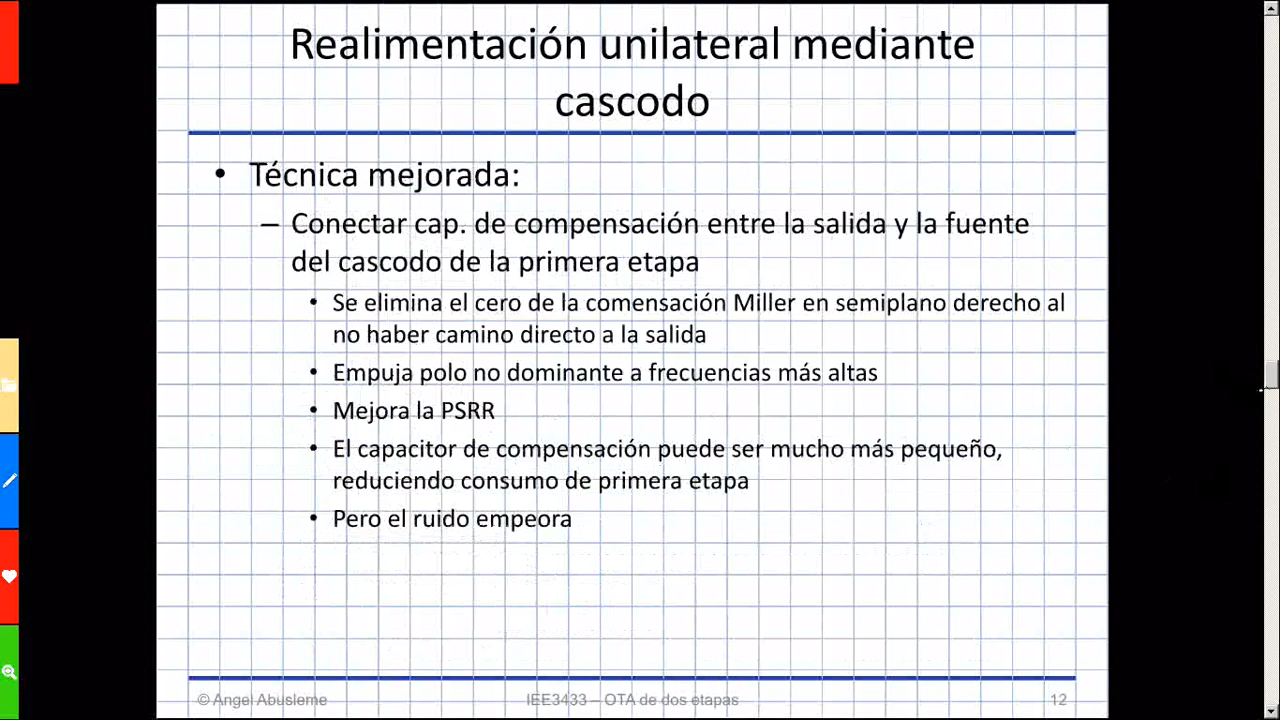 Realimentación unilateral mediante
cascodo
• Técnica mejorada:
– Conectar cap. de compensación entre la salida y la fuente
del cascodo de la primera etapa
• Se elimina el cero de la comensación Miller en semiplano derecho al
no haber camino directo a la salida
• Empuja polo no dominante a frecuencias más altas
• Mejora la PSRR
• El capacitor de compensación puede ser mucho más pequeño,
reduciendo consumo de primera etapa
• Pero el ruido empeora
© Angel Abusleme IEE3433 – OTA de dos etapas 12